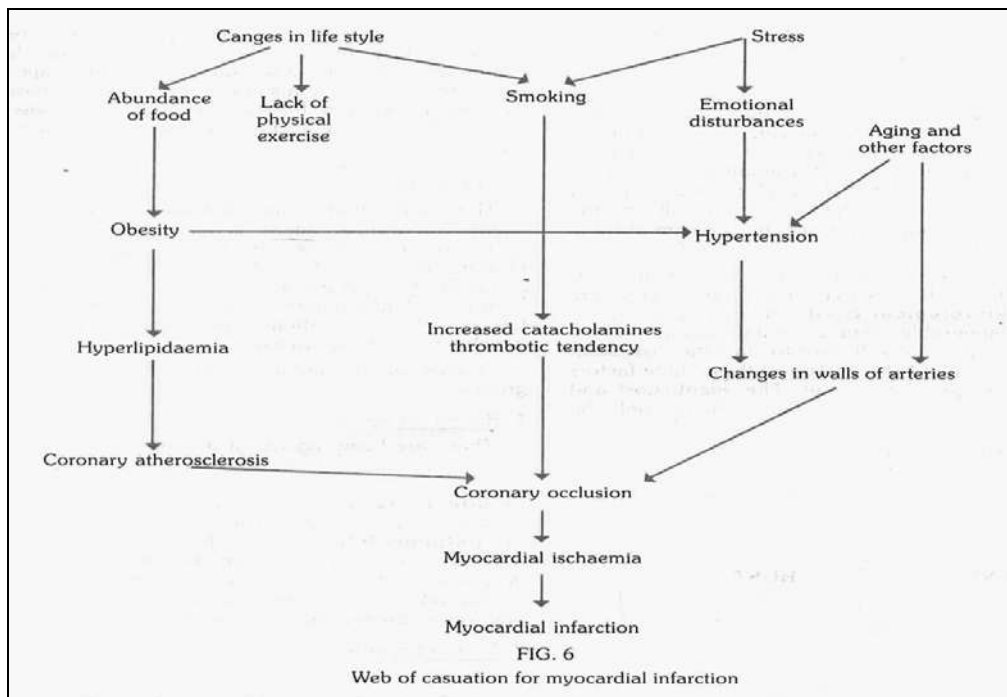 Canges in life style
Stress
Abundance
of food
Lack of
physical
exercise
Smoking
Emotional
disturbances
Aging and
other factors
Obesity
Hypertension
Increased catacholamines
thrombotic tendency
Hyperlipidaemia
Changes in walls of arteries
Coronary atherosclerosis
Coronary occlusion
Myocardial ischaemia
Myocardial infarction
FIG. 6
Web of casuation for myocardial infarction